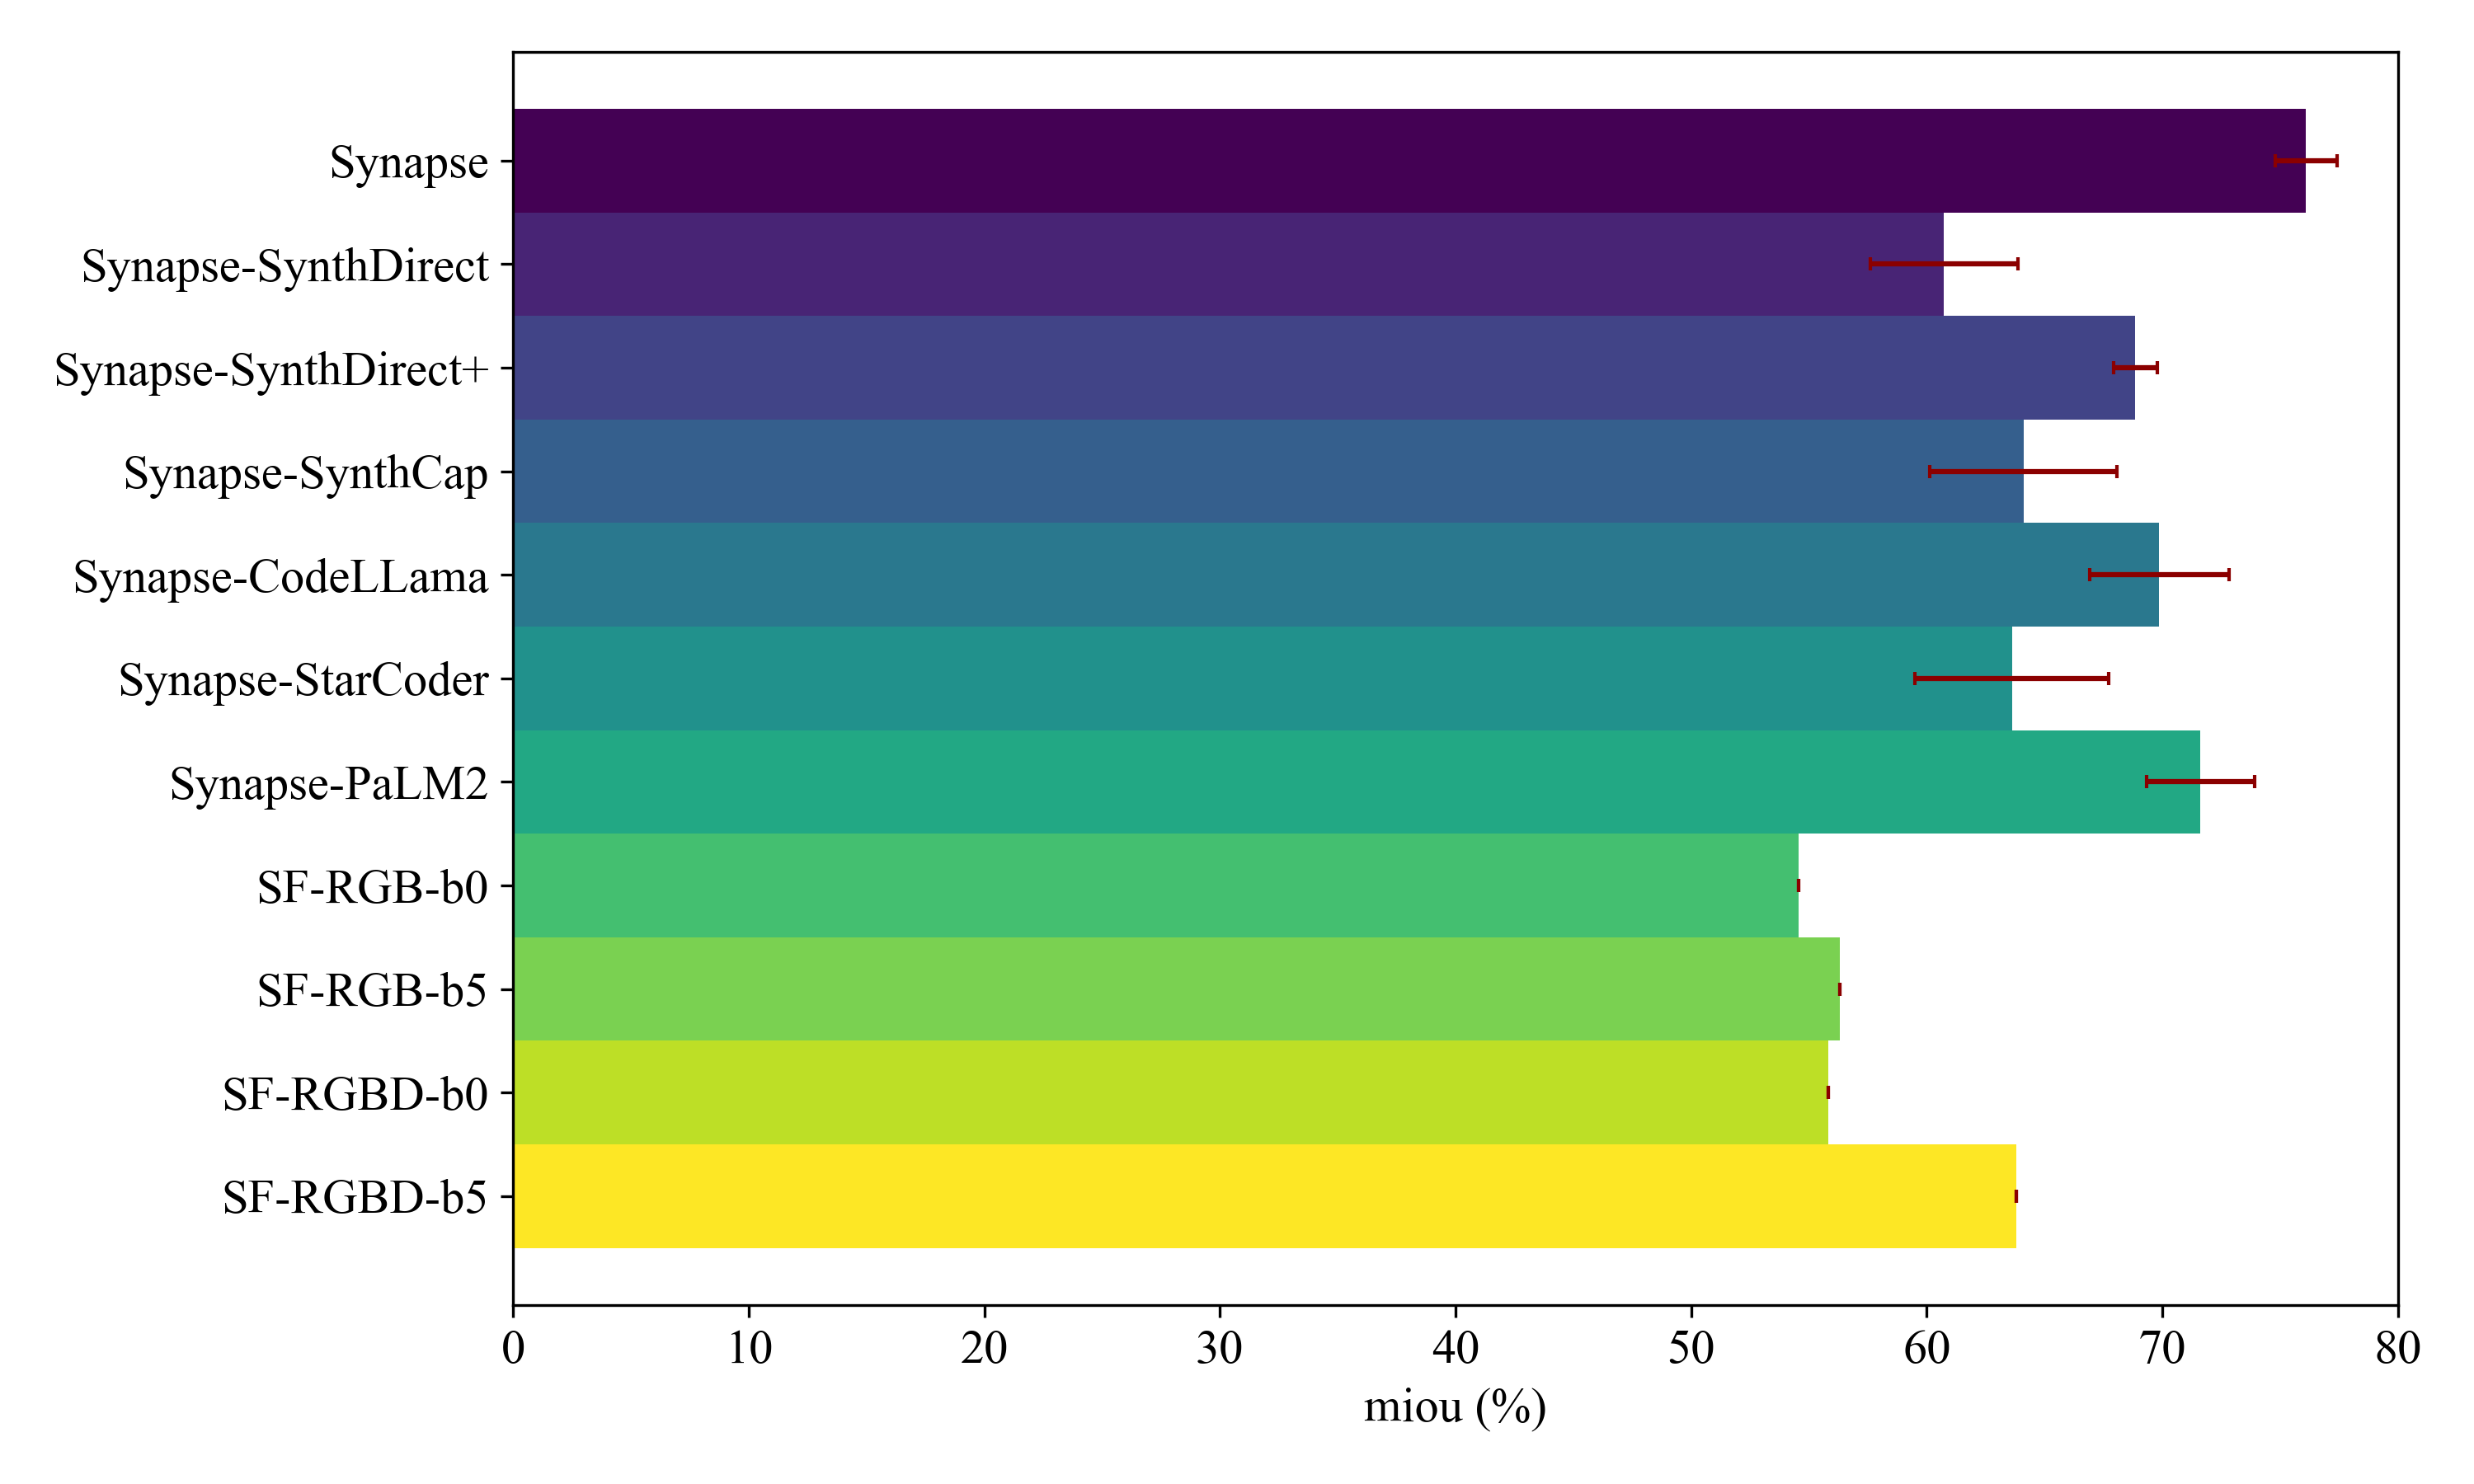 Synapse
Synapse-SynthDirect
Synapse-SynthDirect+
Synapse-SynthCap
Synapse-CodeLLama
Synapse-StarCoder
Synapse-PaLM2
SF-RGB-b0
SF-RGB-b5
SF-RGBD-b0
SF-RGBD-b5
0 10 20 30 40 50 60 70 80
miou (%)